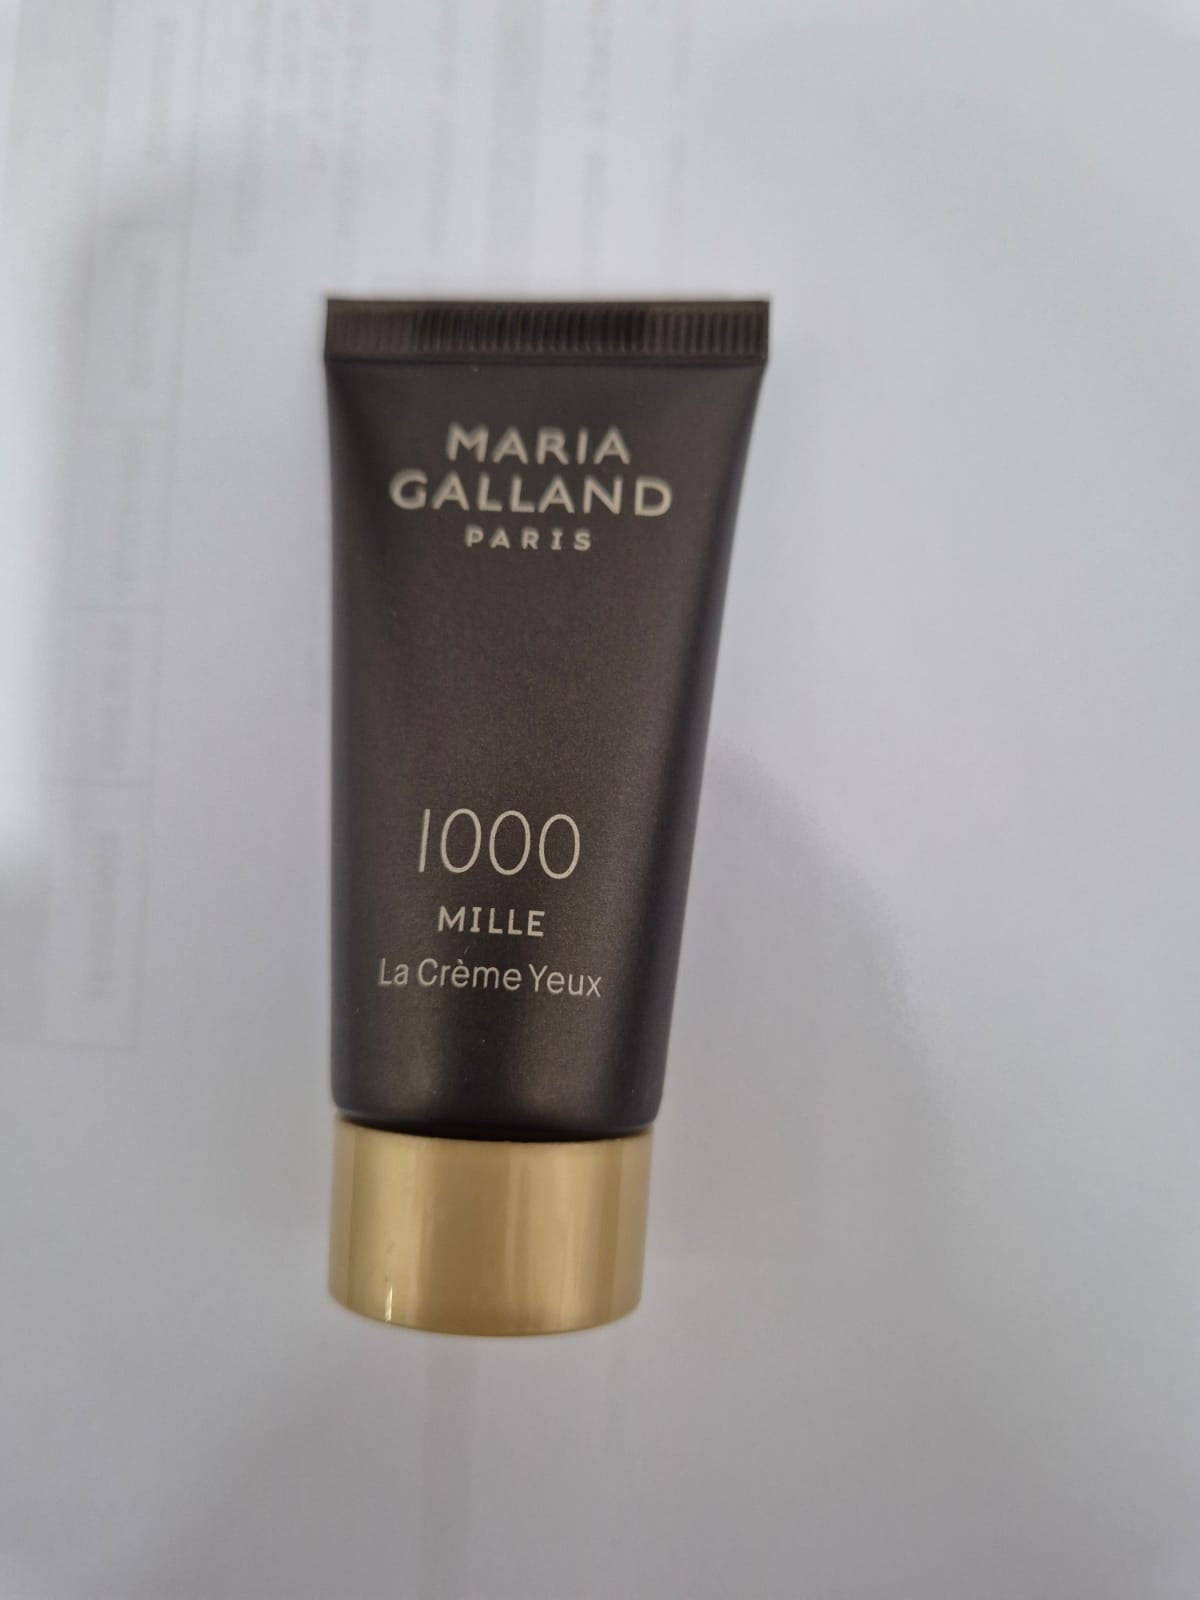 MARIA
GALLAND
PARIS
1000
MILLE
La Crème Yeux